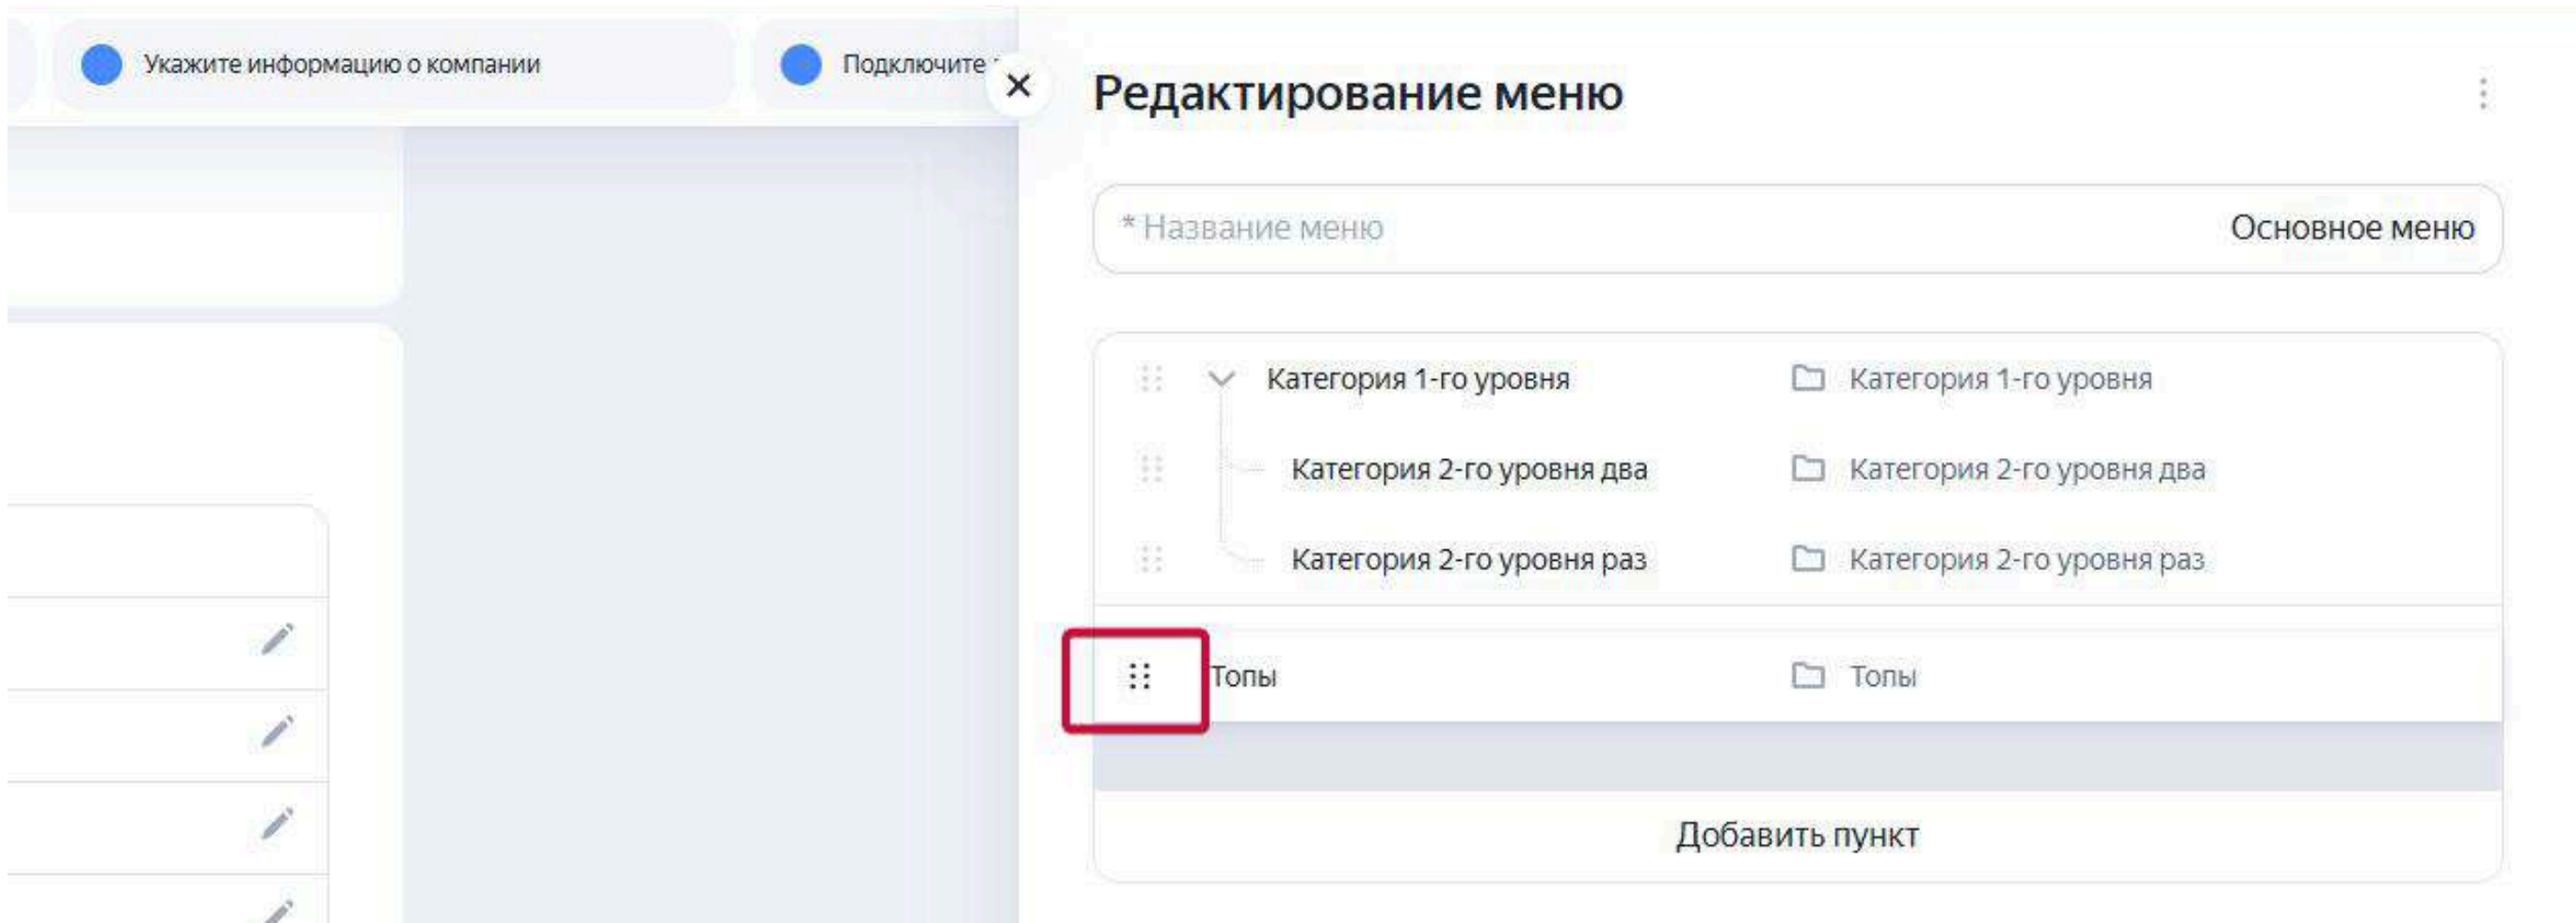 Укажите информацию о компании
Подключите
Редактирование меню
* Название меню Основное меню
Категория 1-го уровня Категория 1-го уровня
Категория 2-го уровня два Категория 2-го уровня два
Категория 2-го уровня раз Категория 2-го уровня раз
Топы Топы
Добавить пункт